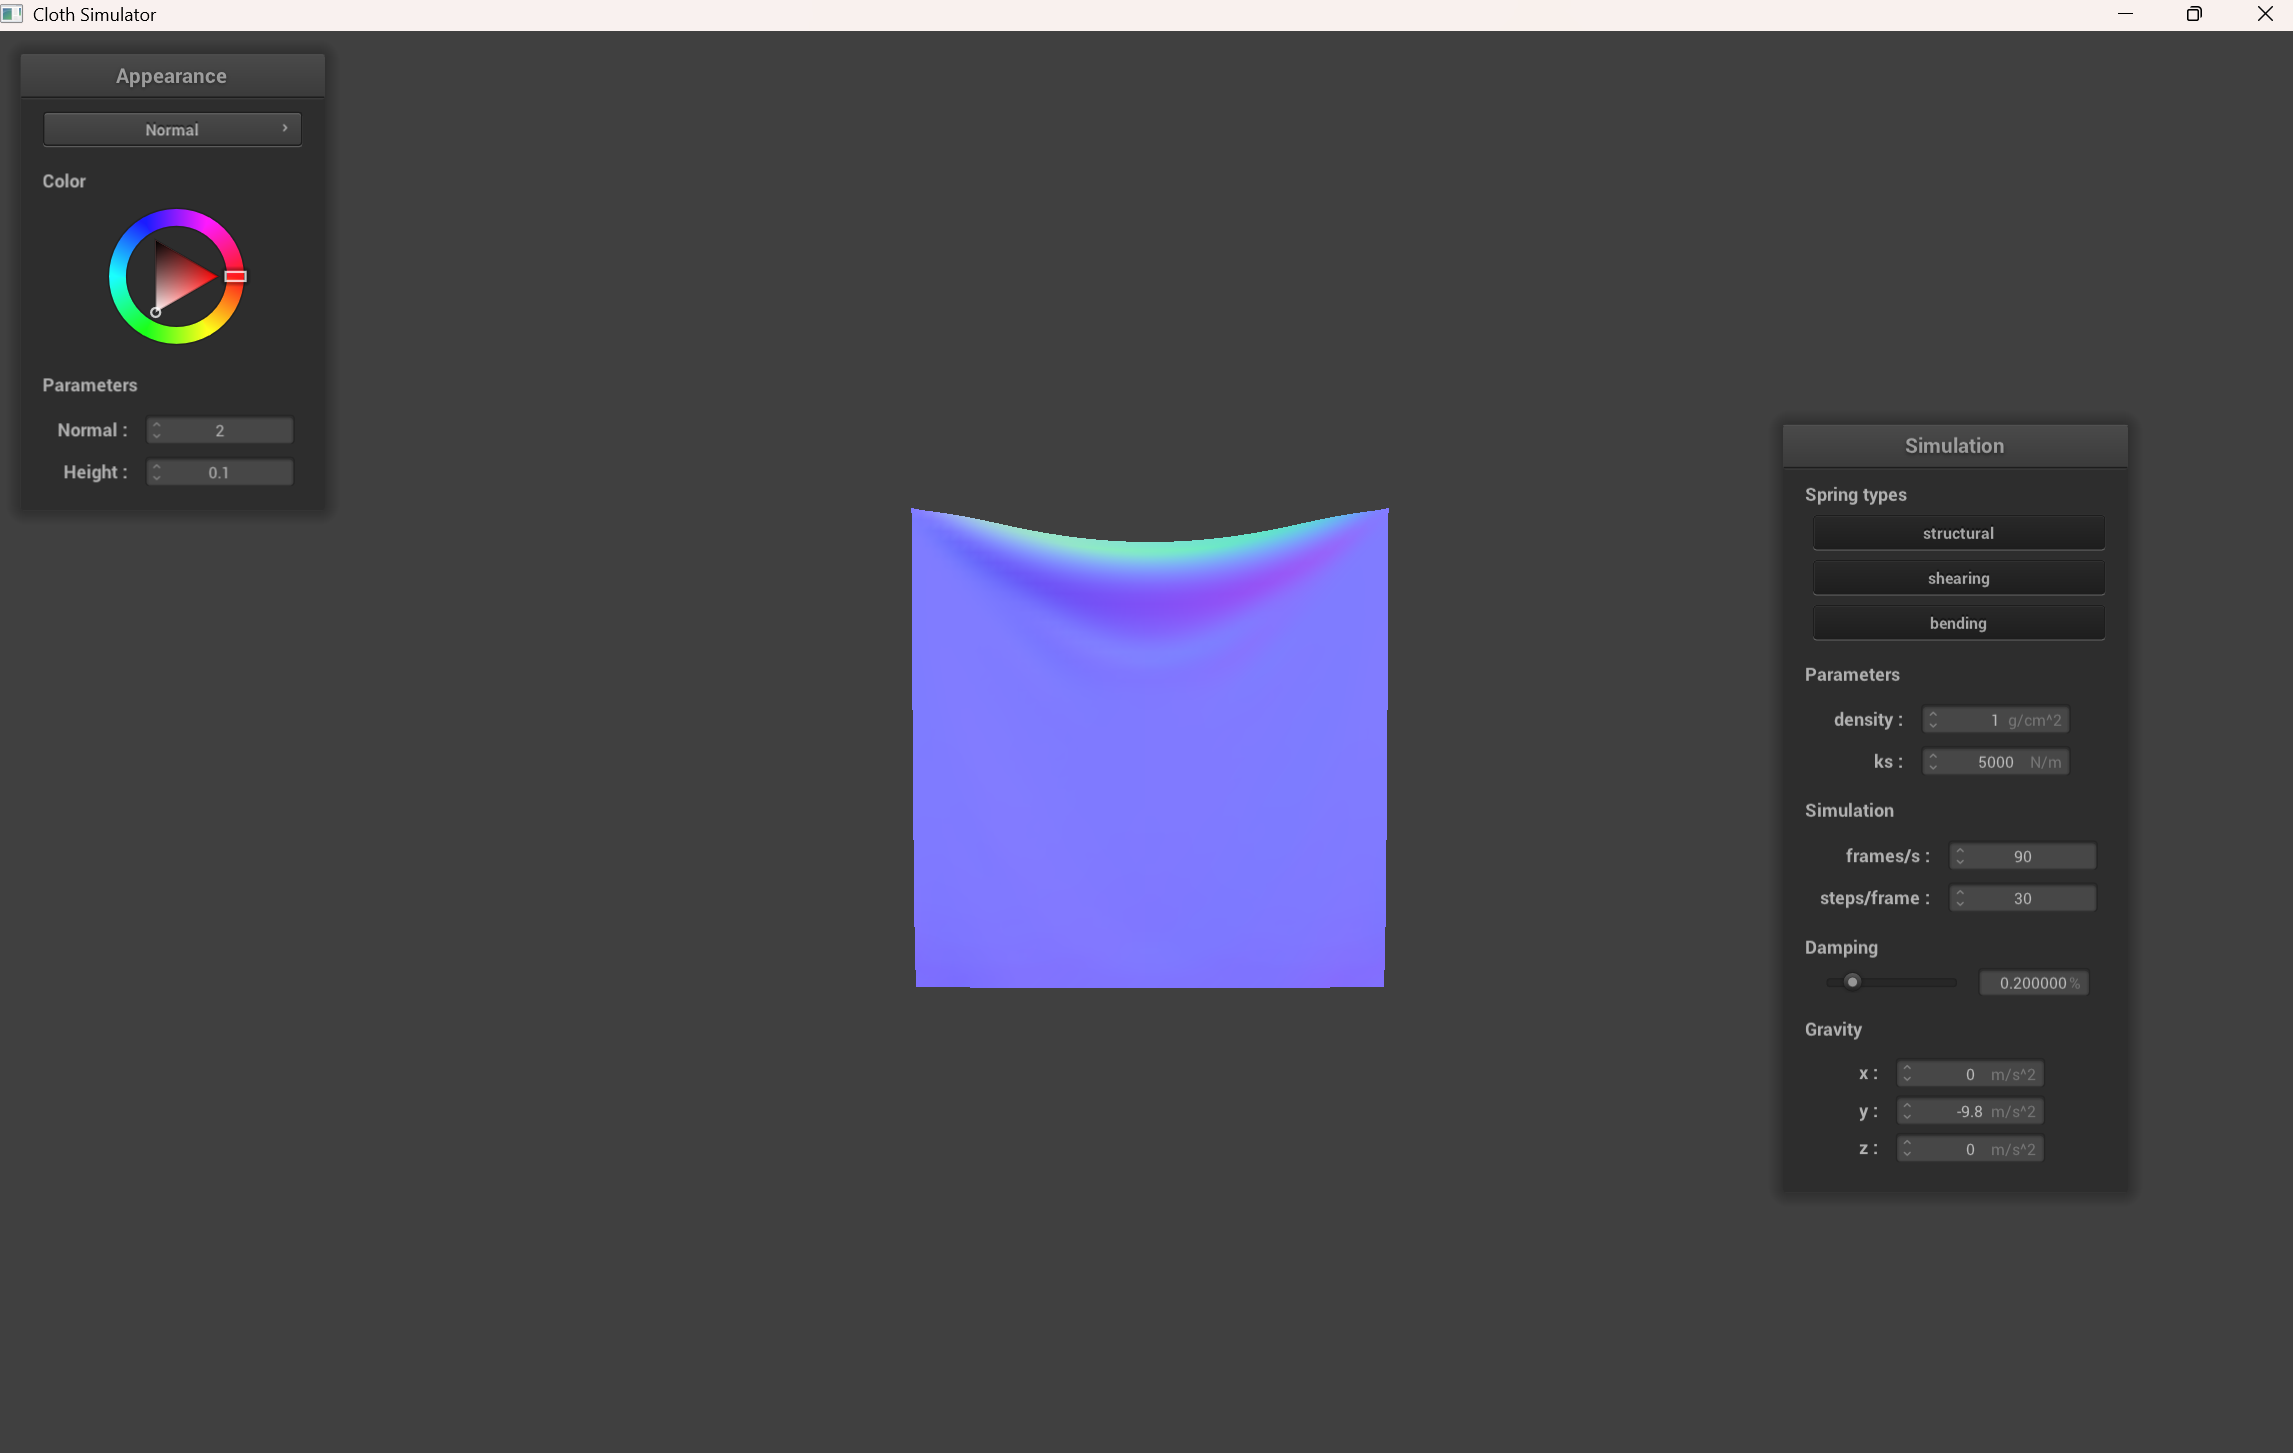 Cloth Simulator
Appearance
Normal
Color
Parameters
Normal : 2
Height : 0.1
Simulation
Spring types
structural
shearing
bending
Parameters
density : 1 g/cm^2
ks : 5000 N/m
Simulation
frames/s : 90
steps/frame : 30
Damping
0.200000 %
Gravity
x : 0 m/s^2
y : -9.8 m/s^2
z : 0 m/s^2